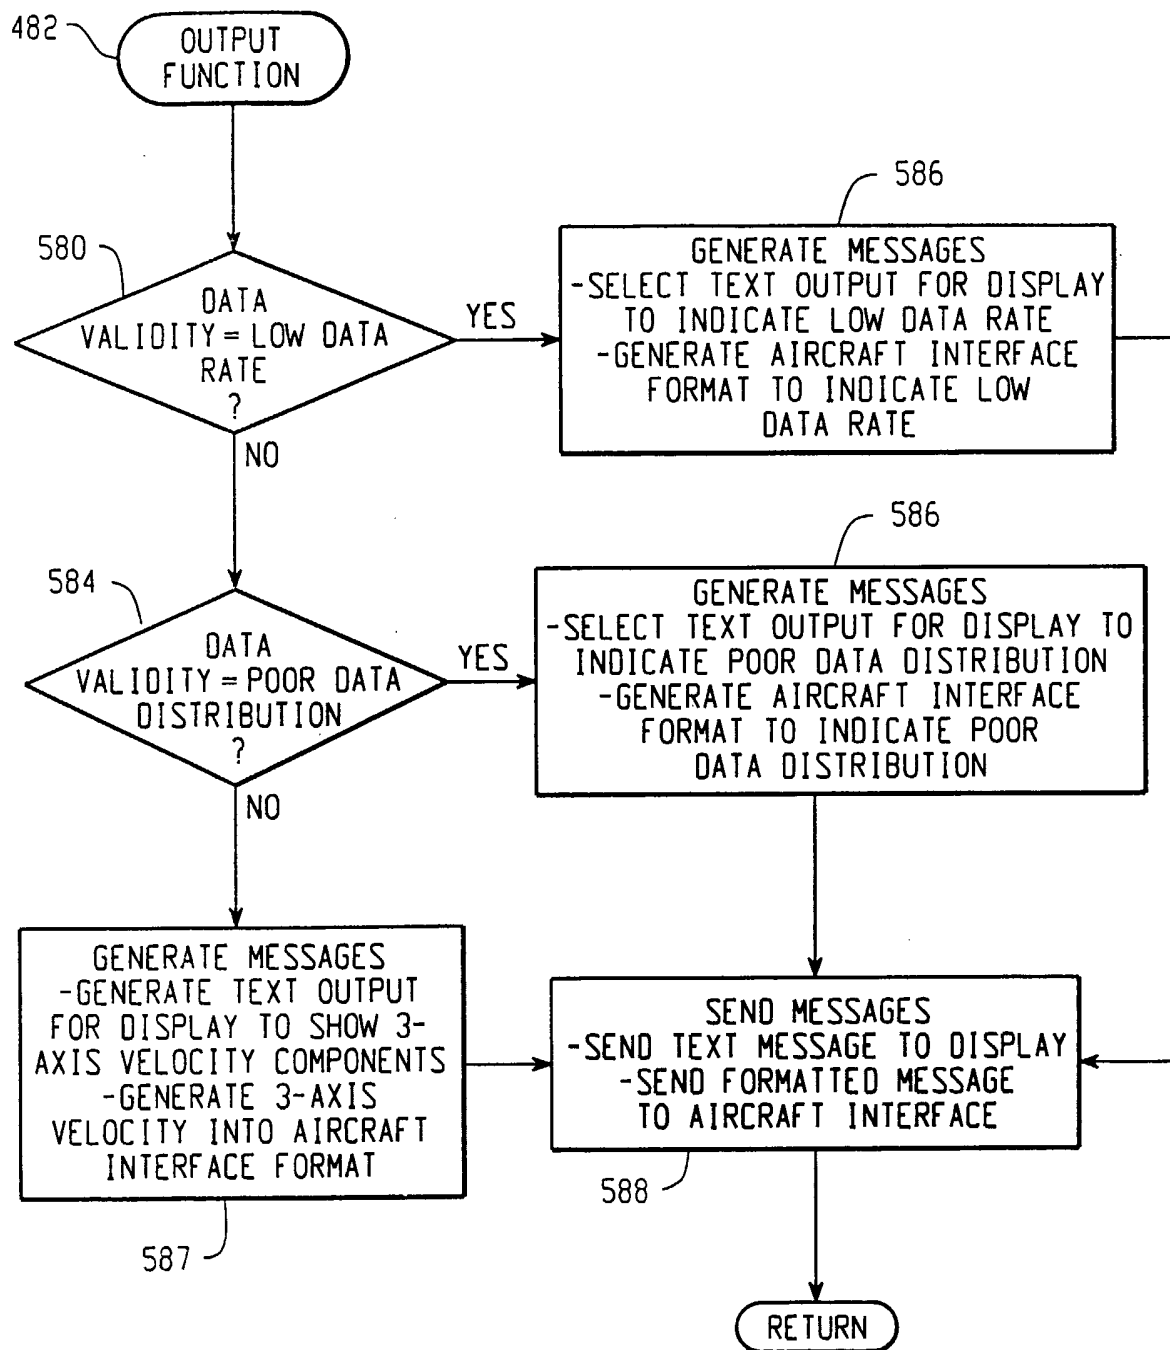 482
OUTPUT
FUNCTION
580
DATA
VALIDITY = LOW DATA
RATE
?
YES
NO
586
GENERATE MESSAGES
-SELECT TEXT OUTPUT FOR DISPLAY
TO INDICATE LOW DATA RATE
-GENERATE AIRCRAFT INTERFACE
FORMAT TO INDICATE LOW
DATA RATE
584
DATA
VALIDITY = POOR DATA
DISTRIBUTION
?
YES
NO
586
GENERATE MESSAGES
-SELECT TEXT OUTPUT FOR DISPLAY TO
INDICATE POOR DATA DISTRIBUTION
-GENERATE AIRCRAFT INTERFACE
FORMAT TO INDICATE POOR
DATA DISTRIBUTION
GENERATE MESSAGES
-GENERATE TEXT OUTPUT
FOR DISPLAY TO SHOW 3-
AXIS VELOCITY COMPONENTS
-GENERATE 3-AXIS
VELOCITY INTO AIRCRAFT
INTERFACE FORMAT
587
SEND MESSAGES
-SEND TEXT MESSAGE TO DISPLAY
-SEND FORMATTED MESSAGE
TO AIRCRAFT INTERFACE
588
RETURN